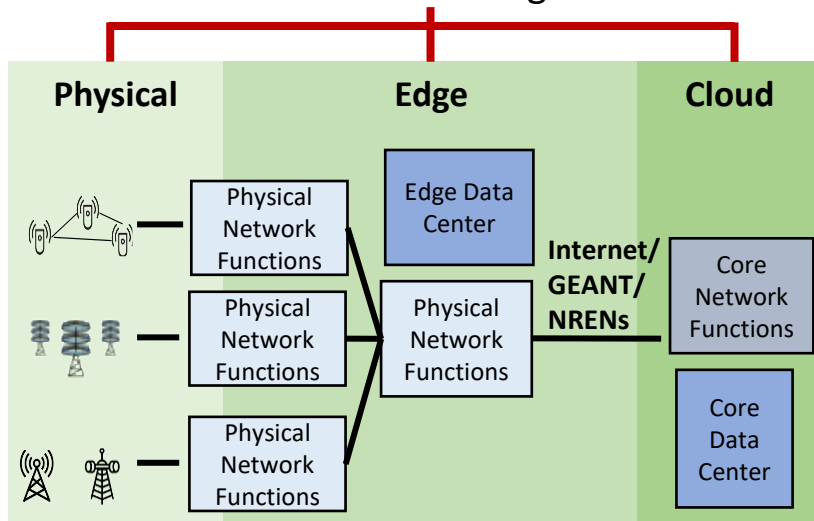 Physical
Edge
Cloud
Physical
Network
Functions
Edge Data
Center
Internet/
GEANT/
NRENs
Core
Network
Functions
Physical
Network
Functions
Physical
Network
Functions
Physical
Network
Functions
Core
Data
Center